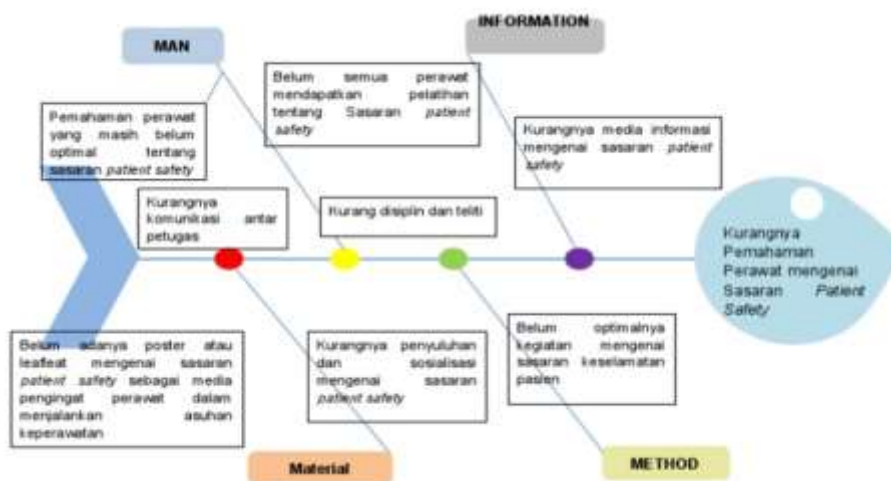 INFORMATION
MAN
Belum semua perawat
mendapatkan pelatihan
tentang Sasaran patient
safety
Pemahaman perawat
yang masih belum
optimal tentang
sasaran patient safety
Kurangnya media informasi
mengenai sasaran patient
safety
Kurangnya
komunikasi antar
petugas
Kurang disiplin dan teliti
Kurangnya
Pemahaman
Perawat mengenai
Sasaran Patient
Safety
Belum adanya poster atau
leafleat mengenai sasaran
patient safety sebagai media
pengingat perawat dalam
menjalankan asuhan
keperawatan
Kurangnya penyuluhan
dan sosialisasi
mengenai sasaran
patient safety
Belum optimalnya
kegiatan mengenai
sasaran keselamatan
pasien
Material
METHOD